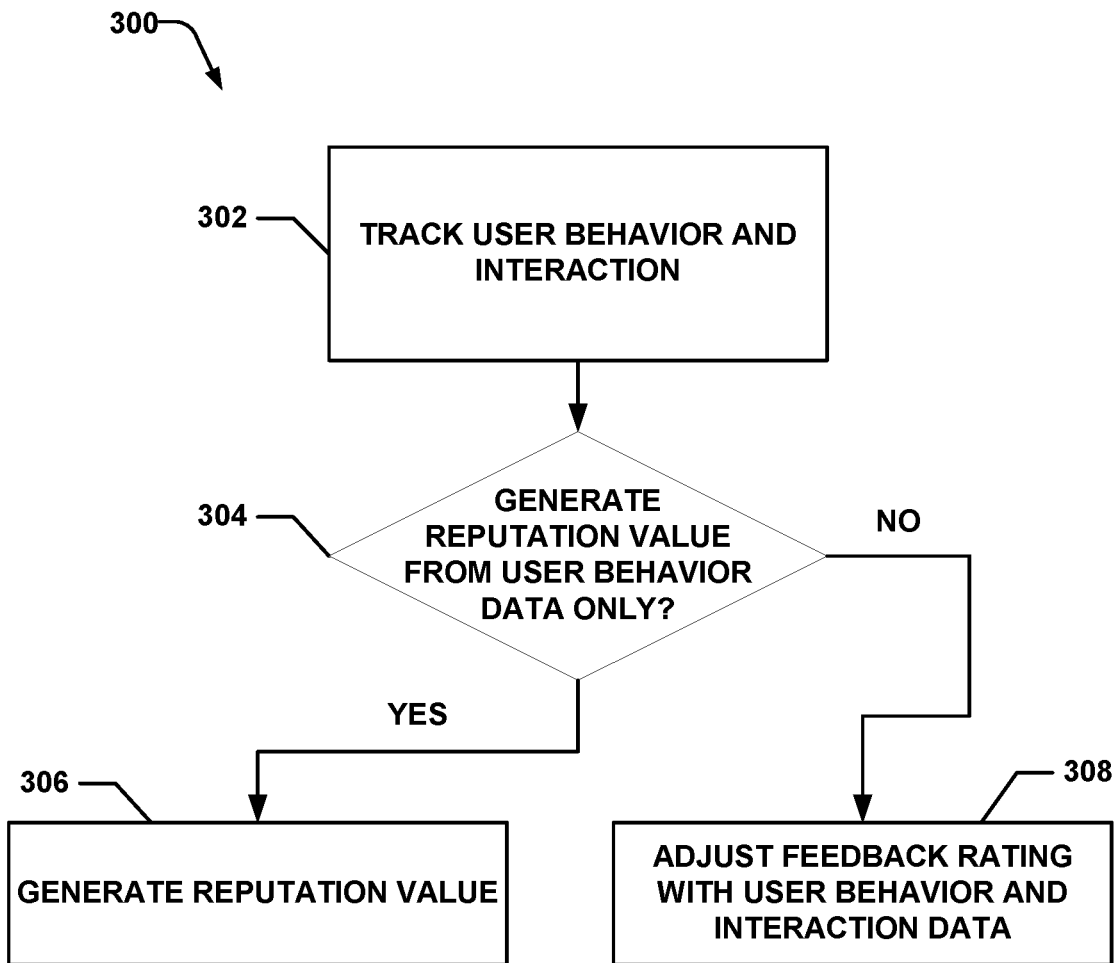 300
302
TRACK USER BEHAVIOR AND
INTERACTION
304
GENERATE
REPUTATION VALUE
FROM USER BEHAVIOR
DATA ONLY?
NO
YES
306
GENERATE REPUTATION VALUE
308
ADJUST FEEDBACK RATING
WITH USER BEHAVIOR AND
INTERACTION DATA